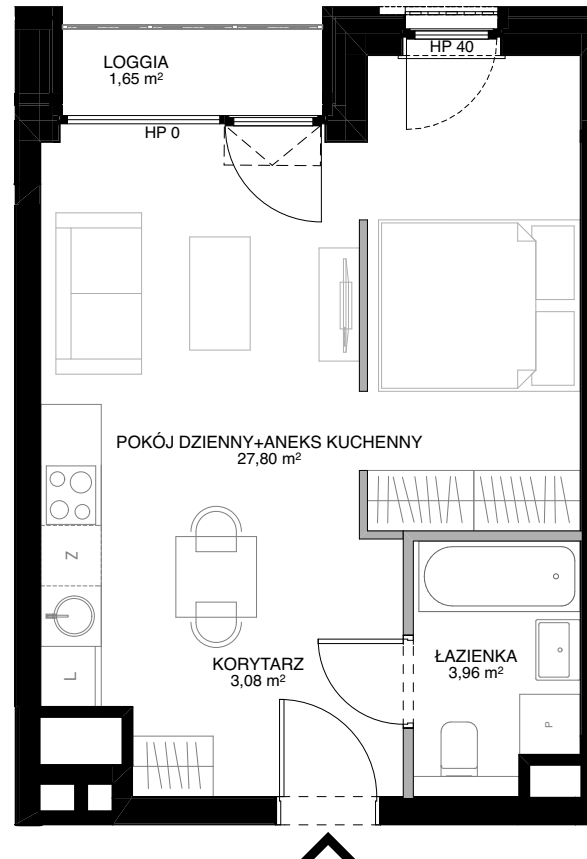 LOGGIA
1,65 m²
HP 40
HP 0
POKÓJ DZIENNY+ANEKS KUCHENNY
27,80 m²
Z
L
KORYTARZ
3,08 m²
ŁAZIENKA
3,96 m²
P